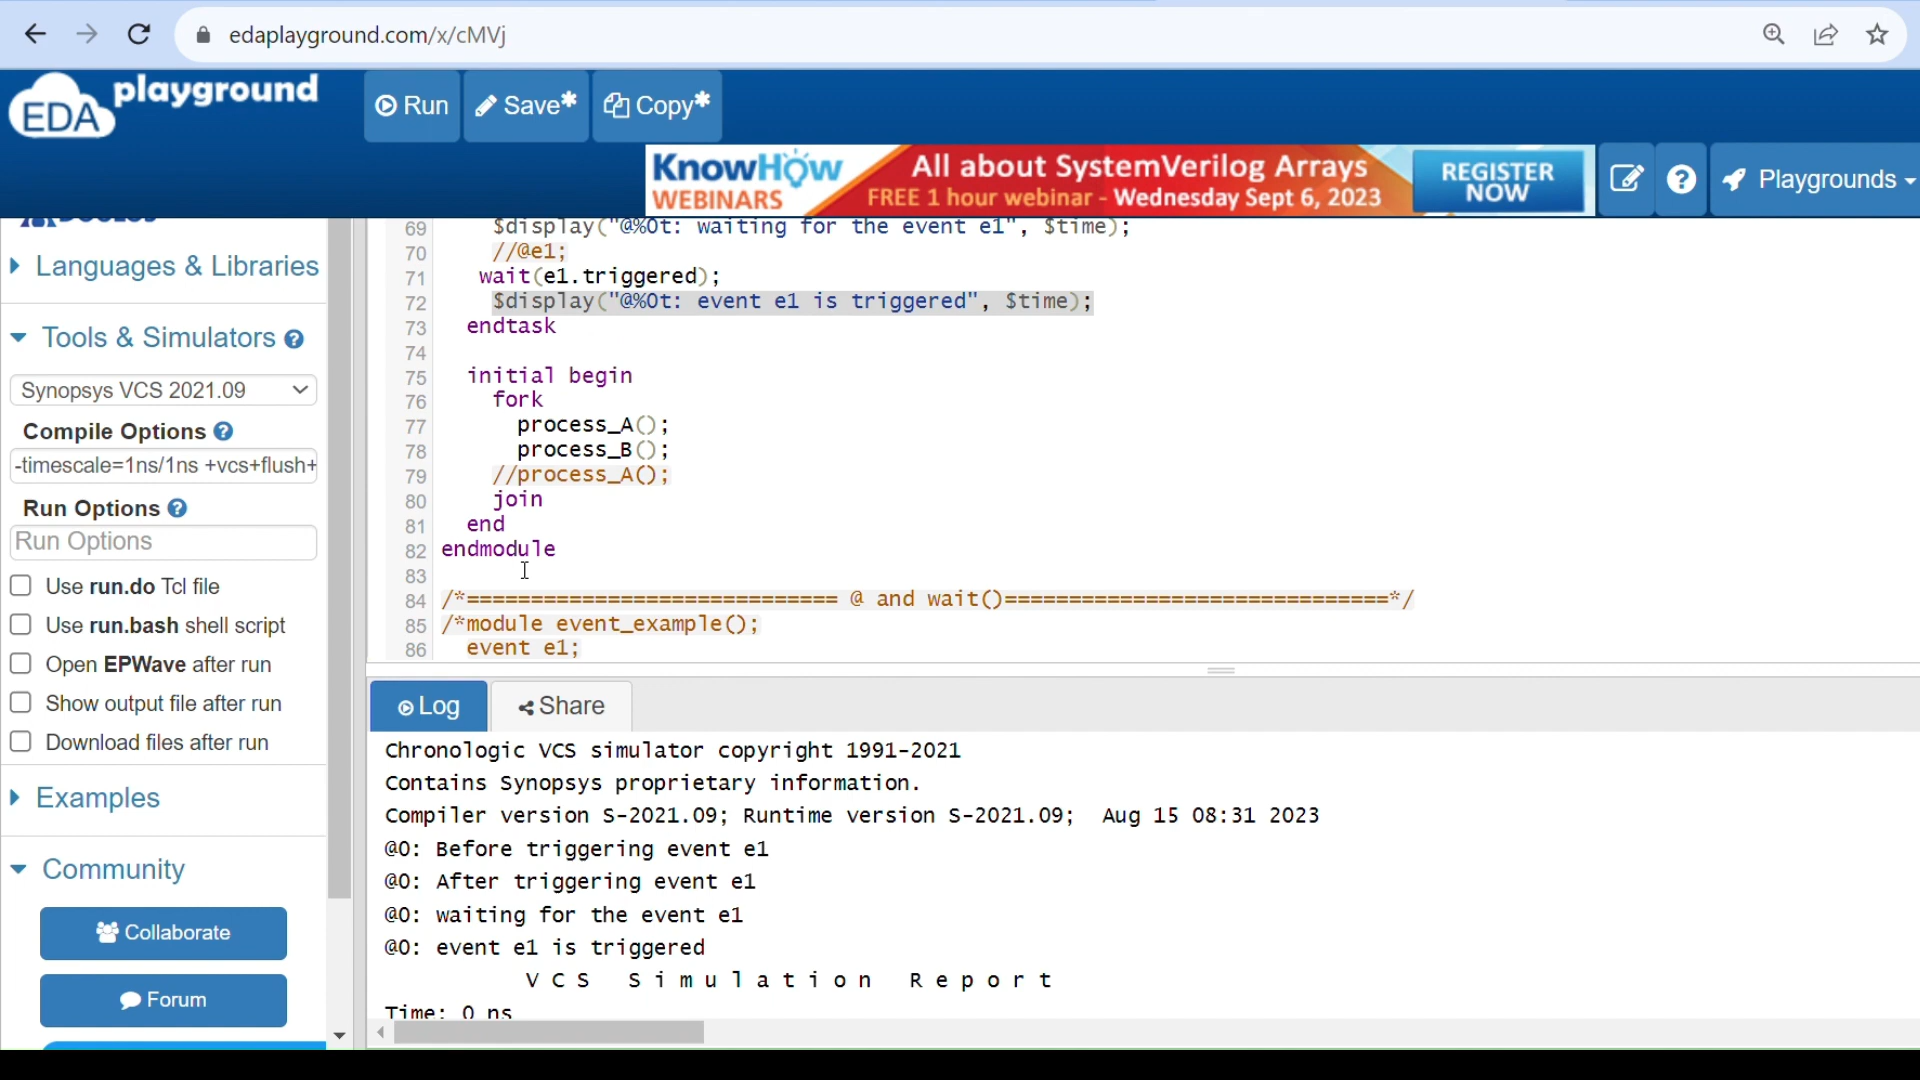 edaplayground.com/x/cMVj
EDA playground
Run
Save*
Copy*
KnowHow
WEBINARS
All about SystemVerilog Arrays
FREE 1 hour webinar - Wednesday Sept 6, 2023
REGISTER
NOW
Playgrounds
Languages & Libraries
Tools & Simulators
Synopsys VCS 2021.09
Compile Options
-timescale=1ns/1ns +vcs+flush+
Run Options
Run Options
Use run.do Tcl file
Use run.bash shell script
Open EPWave after run
Show output file after run
Download files after run
Examples
Community
Collaborate
Forum
69 $display("@%0t: waiting for the event e1", $time);
70 //@e1;
71 wait(e1.triggered);
72 $display("@%0t: event e1 is triggered", $time);
73 endtask
74
75 initial begin
76 fork
77 process_A();
78 process_B();
79 //process_A();
80 join
81 end
82 endmodule
83
84 /*============================= @ and wait()==============================*/
85 /*module event_example();
86 event e1;
Log
Share
Chronologic VCS simulator copyright 1991-2021
Contains Synopsys proprietary information.
Compiler version S-2021.09; Runtime version S-2021.09; Aug 15 08:31 2023
@0: Before triggering event e1
@0: After triggering event e1
@0: waiting for the event e1
@0: event e1 is triggered
V C S S i m u l a t i o n R e p o r t
Time: 0 ns